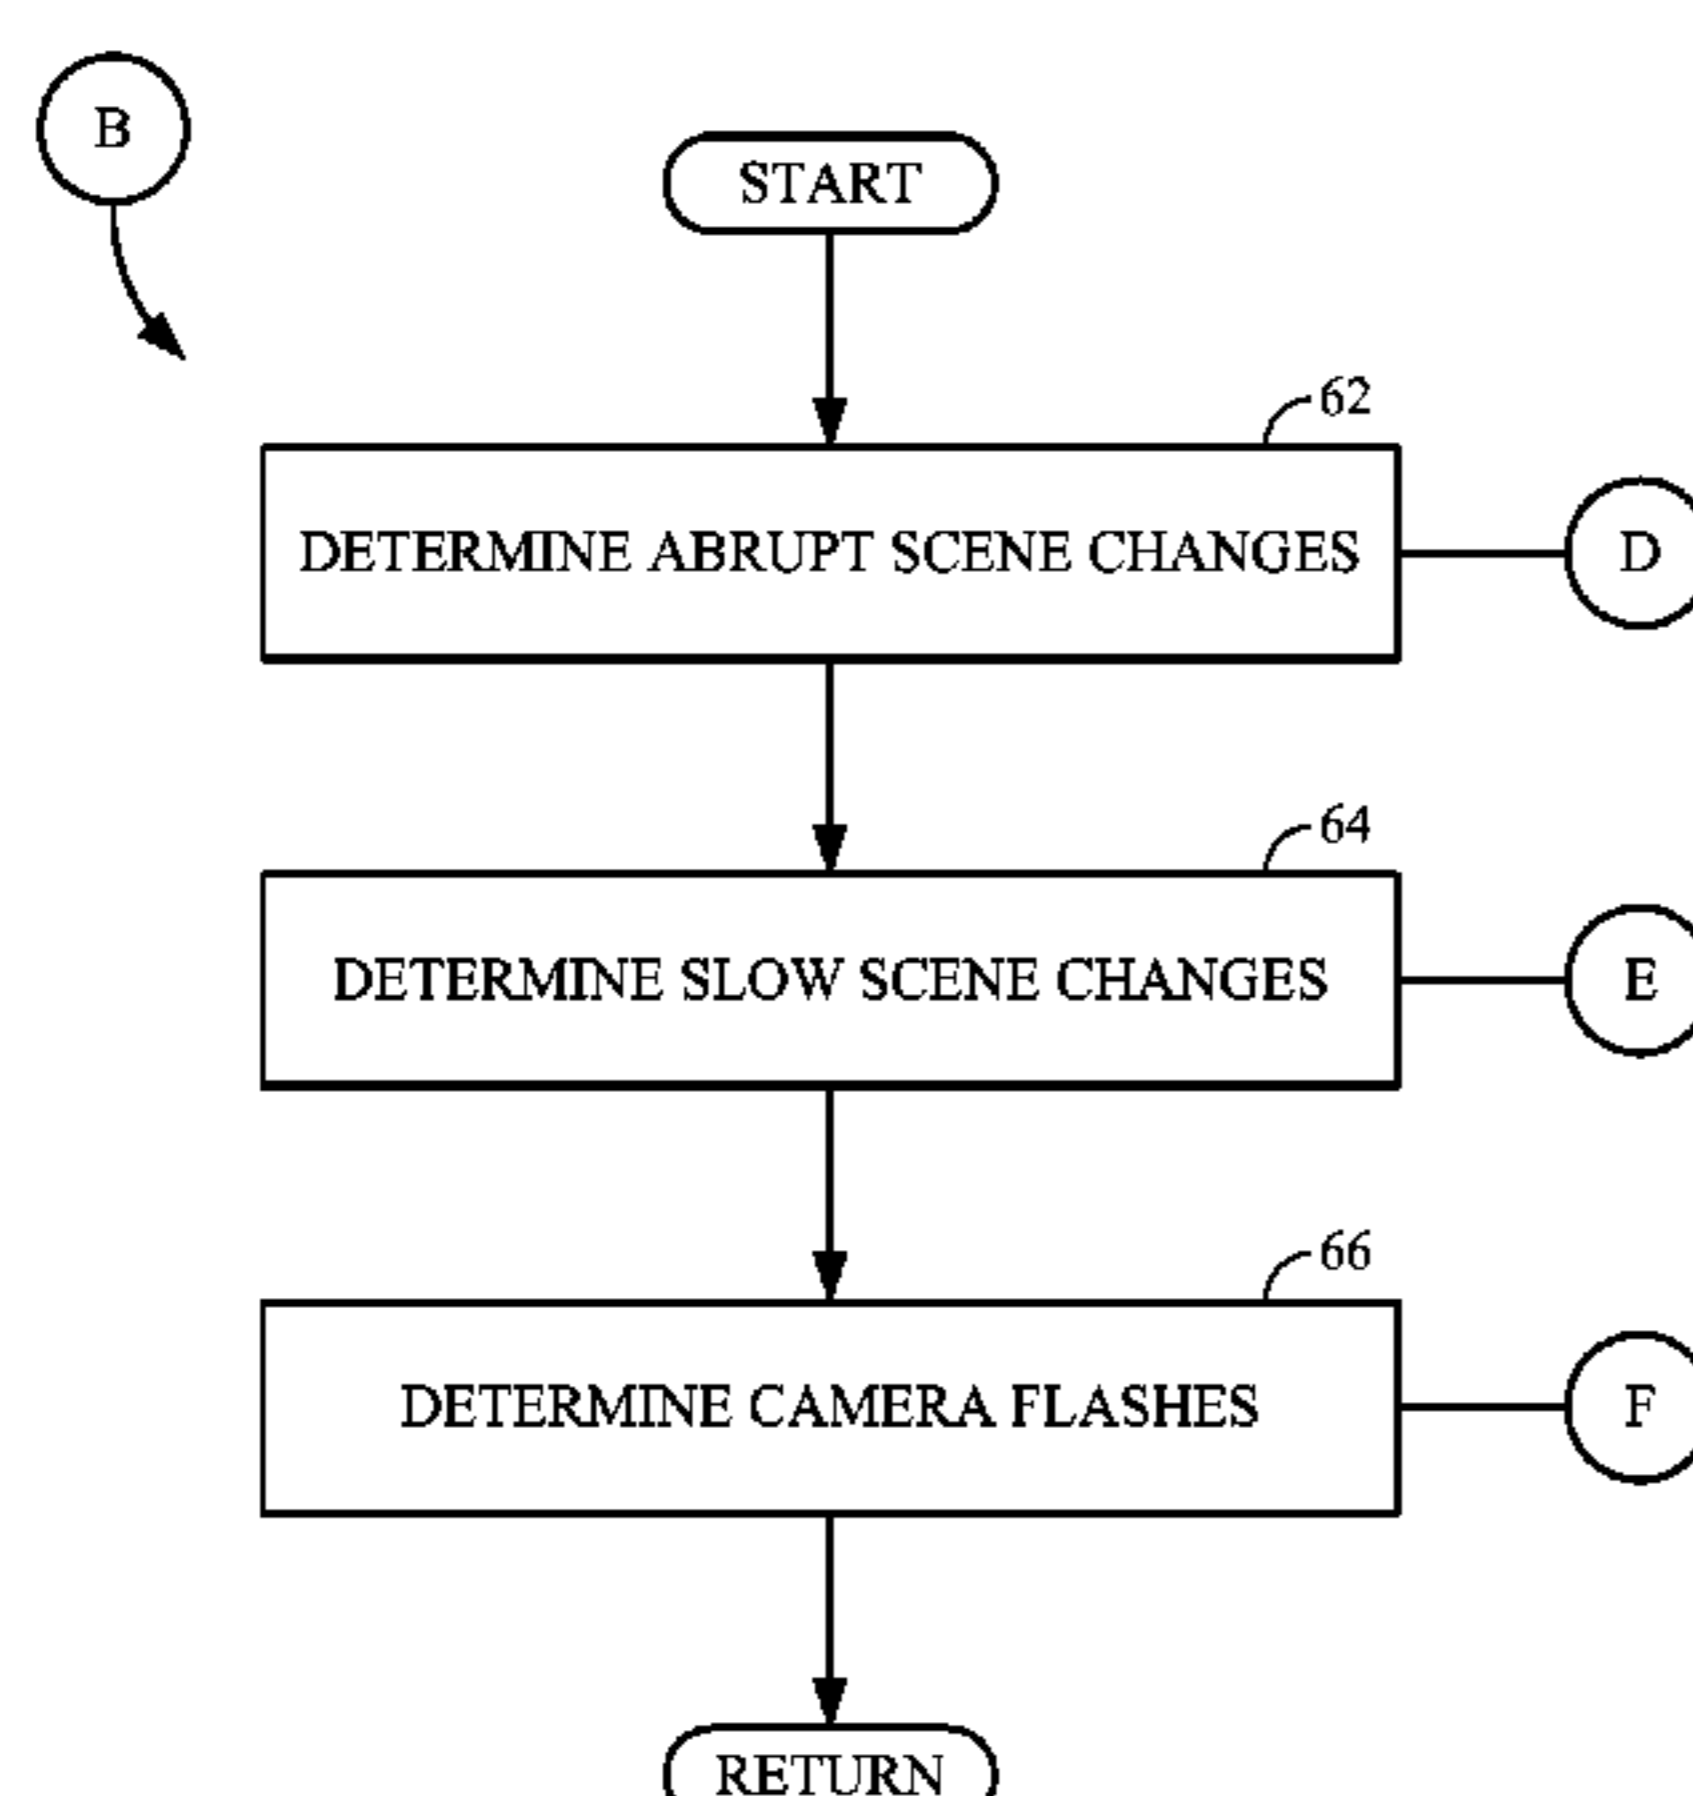 B
START
62
DETERMINE ABRUPT SCENE CHANGES
D
64
DETERMINE SLOW SCENE CHANGES
E
66
DETERMINE CAMERA FLASHES
F
RETURN